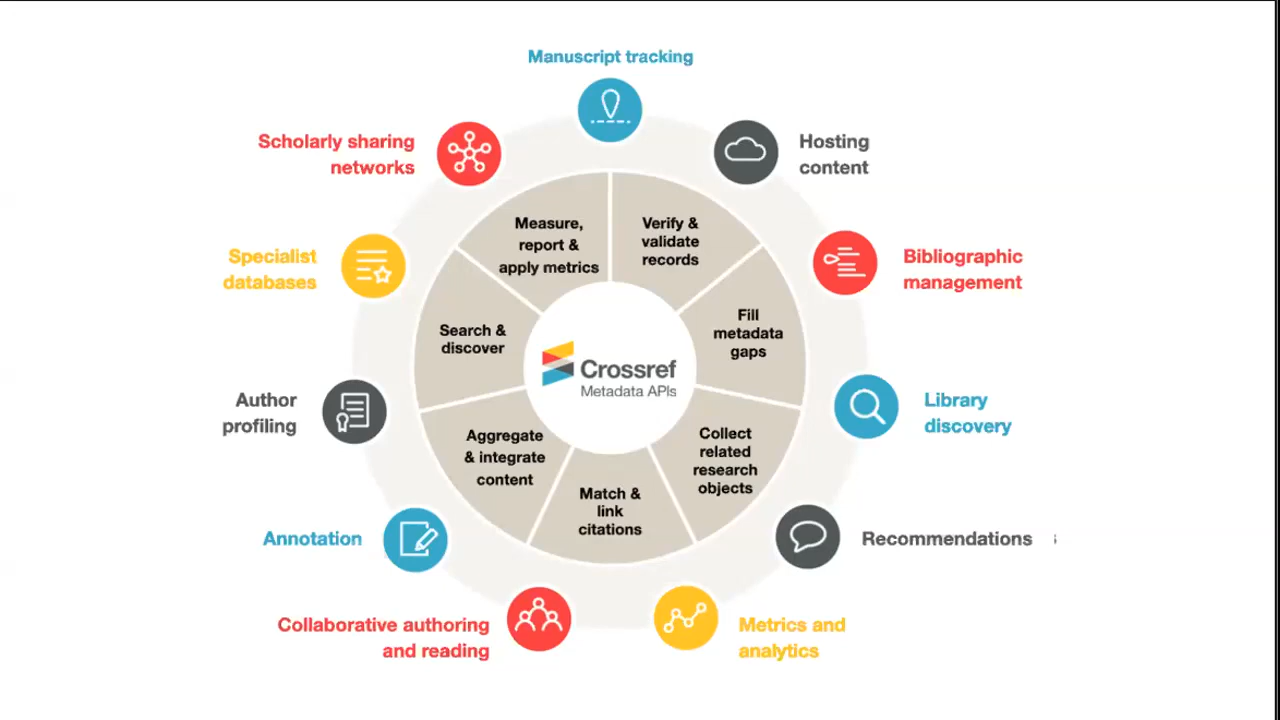 Manuscript tracking
Scholarly sharing
networks
Hosting
content
Specialist
databases
Bibliographic
management
Author
profiling
Library
discovery
Annotation
Recommendations
Collaborative authoring
and reading
Metrics and
analytics
Measure,
report &
apply metrics
Verify &
validate
records
Search &
discover
Fill
metadata
gaps
Aggregate
& integrate
content
Collect
related
research
objects
Match &
link
citations
Crossref
Metadata APIs